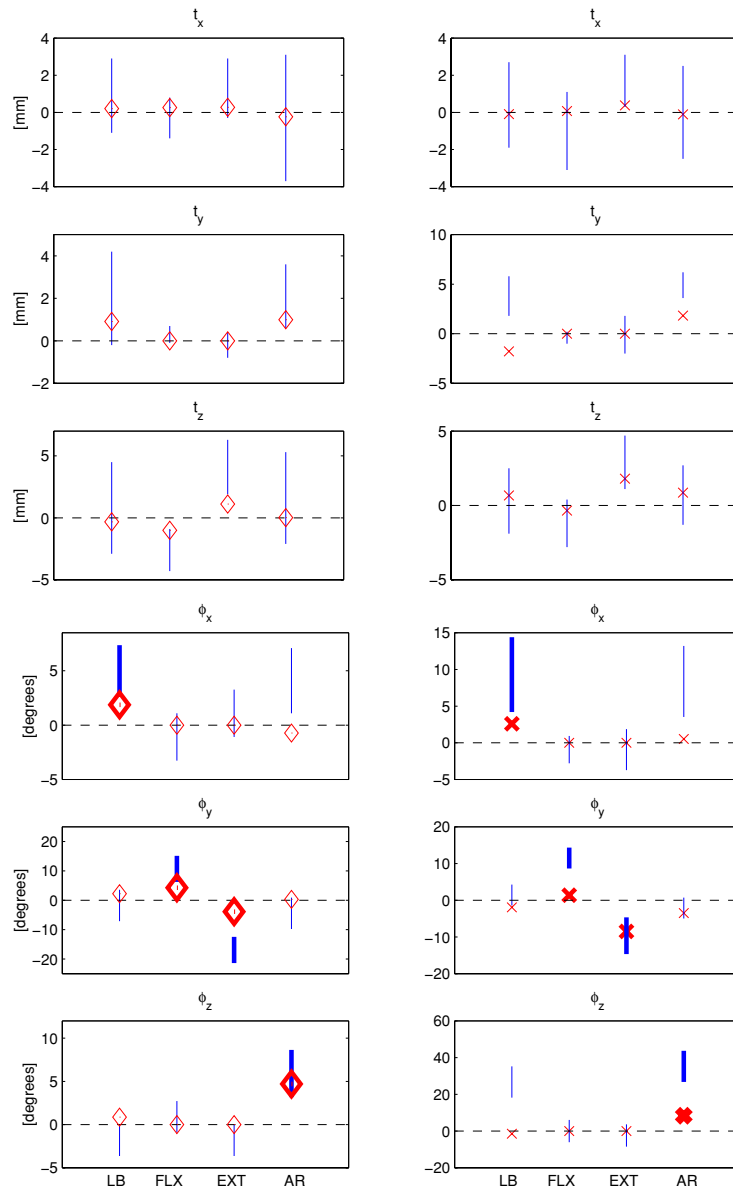 t_x t_x
4 4
2 2
0 0
−2 −2
−4 −4
[mm]
t_y t_y
4 10
2 5
0 0
−2 −5
[mm]
t_z t_z
5 5
0 0
−5 −5
[mm]
ϕ_x ϕ_x
5 15
0 10
−5 5
0
−5
[degrees]
ϕ_y ϕ_y
20 20
10 10
0 0
−10 −10
−20 −20
[degrees]
ϕ_z ϕ_z
10 60
5 40
0 20
−5 0
−20
[degrees]
LB FLX EXT AR LB FLX EXT AR